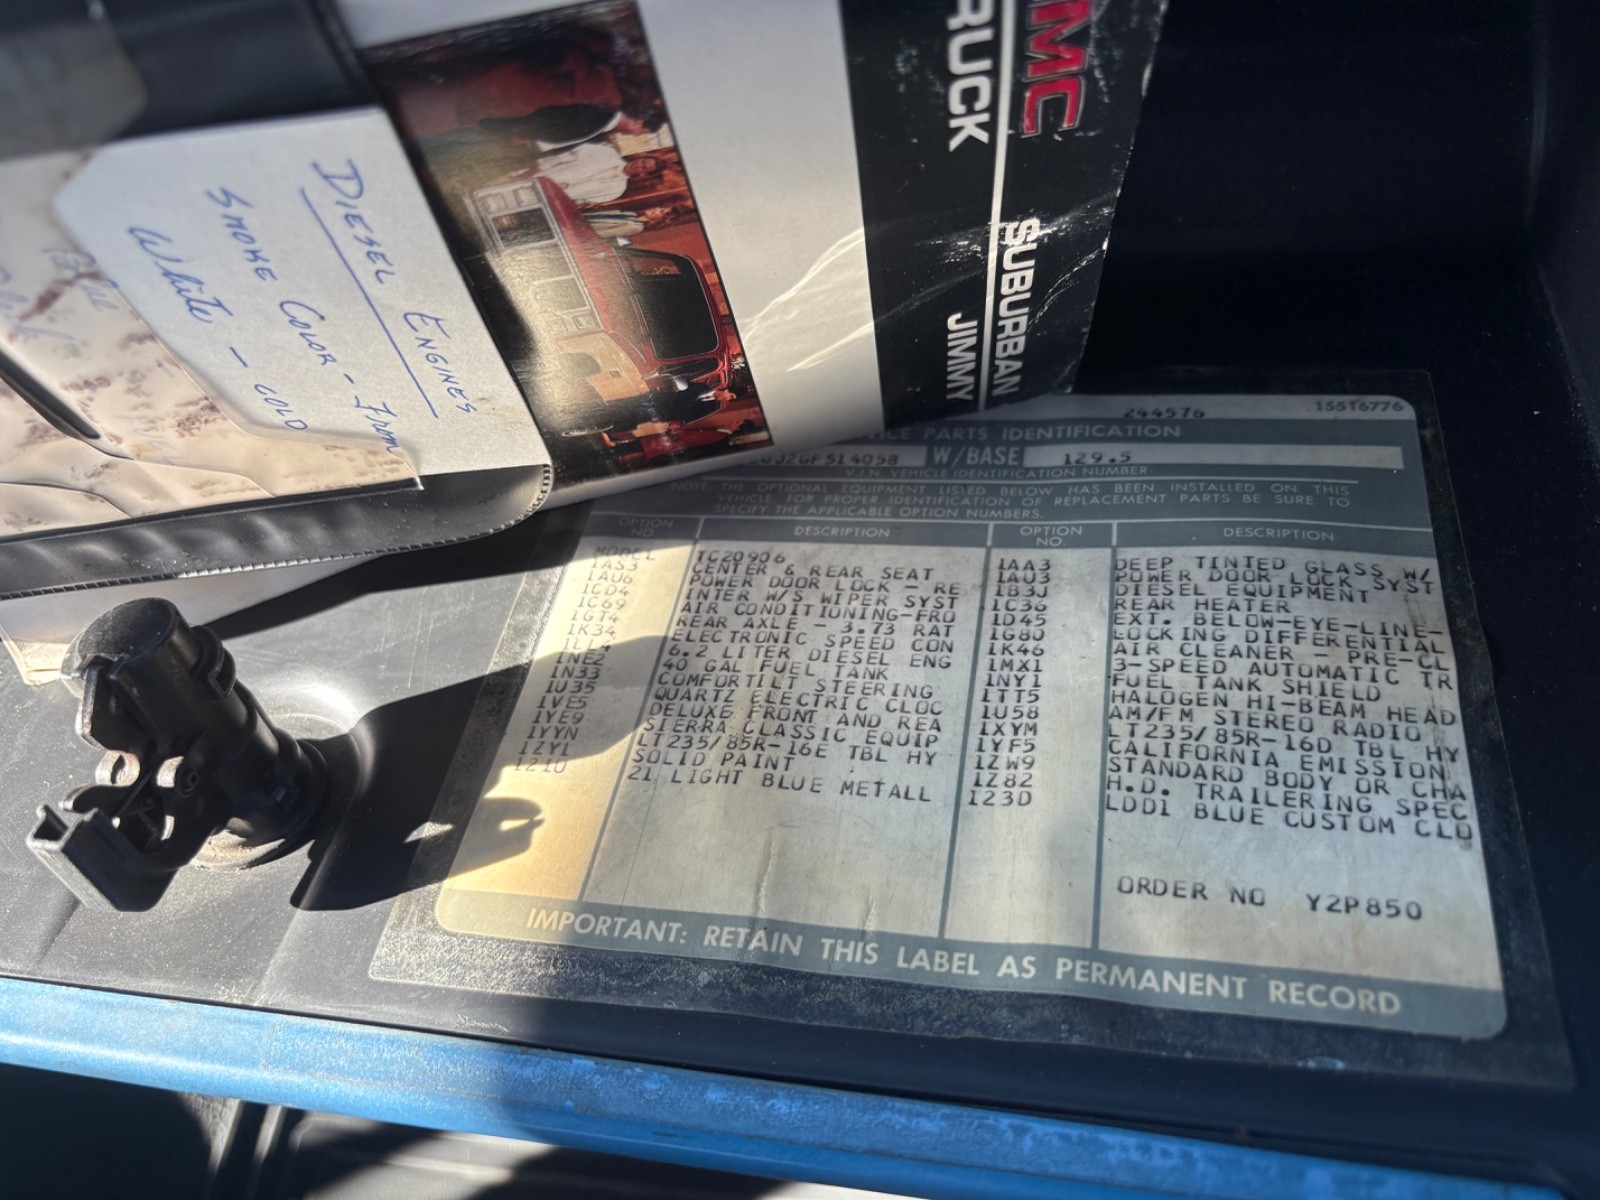 MC
RUCK
SUBURBAN
JIMMY
DIESEL ENGINES
SMOKE COLOR - From
White - COLD
244576
15516776
ICE PARTS IDENTIFICATION
J2GF514058 W/BASE 129.5
V.I.N. VEHICLE IDENTIFICATION NUMBER
NOTE: THE OPTIONAL EQUIPMENT LISTED BELOW HAS BEEN INSTALLED ON THIS
VEHICLE. FOR PROPER IDENTIFICATION OF REPLACEMENT PARTS BE SURE TO
SPECIFY THE APPLICABLE OPTION NUMBERS.
OPTION NO. DESCRIPTION OPTION NO. DESCRIPTION
MODEL TC20906
1AS3 CENTER & REAR SEAT
1AU6 POWER DOOR LOCK - RE
1CD4 INTER W/S WIPER SYST
1C69 AIR CONDITIONING-FRO
1GT4 REAR AXLE - 3.73 RAT
1K34 ELECTRONIC SPEED CON
6.2 LITER DIESEL ENG
1NE2 40 GAL FUEL TANK
1N33 COMFORTILT STEERING
1U35 QUARTZ ELECTRIC CLOC
1VE5 DELUXE FRONT AND REA
1YE9 SIERRA CLASSIC EQUIP
1YYN LT235/85R-16E TBL HY
1ZY1 SOLID PAINT
21 LIGHT BLUE METALL
1AA3 DEEP TINTED GLASS W/
1AU3 POWER DOOR LOCK SYST
1B3J DIESEL EQUIPMENT
1C36 REAR HEATER
1D45 EXT. BELOW-EYE-LINE-
1G80 LOCKING DIFFERENTIAL
1K46 AIR CLEANER - PRE-CL
1MX1 3-SPEED AUTOMATIC TR
1NY1 FUEL TANK SHIELD
1TT5 HALOGEN HI-BEAM HEAD
1U58 AM/FM STEREO RADIO
1XYM LT235/85R-16D TBL HY
1YF5 CALIFORNIA EMISSION
1ZW9 STANDARD BODY OR CHA
1Z82 H.D. TRAILERING SPEC
123D LDD1 BLUE CUSTOM CLO
ORDER NO Y2P850
IMPORTANT: RETAIN THIS LABEL AS PERMANENT RECORD